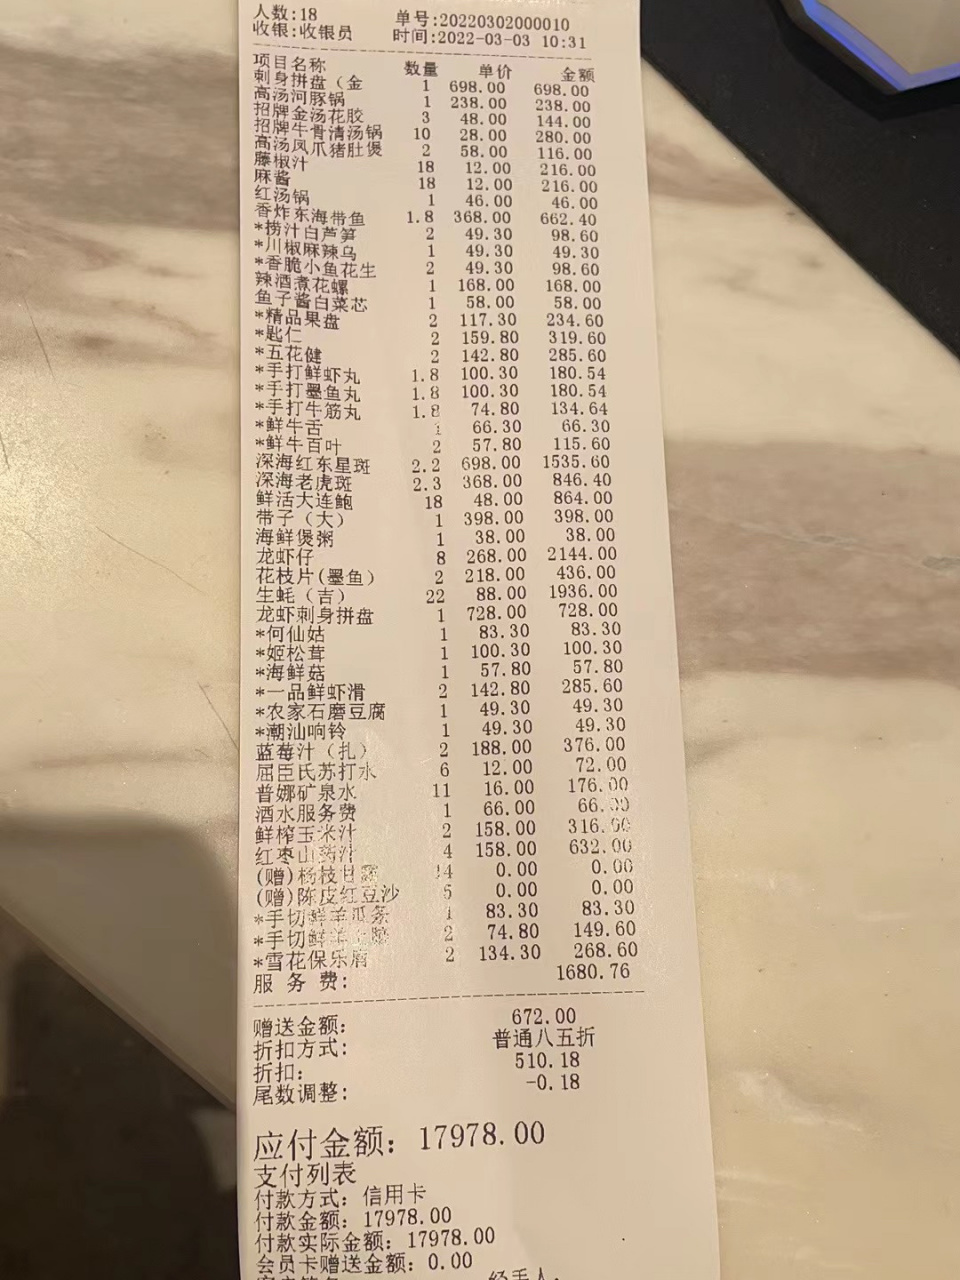 人数:18 单号:20220302000010
收银:收银员 时间:2022-03-03 10:31
项目名称 数量 单价 金额
刺身拼盘（金 1 698.00 698.00
高汤河豚锅 1 238.00 238.00
招牌金汤花胶 3 48.00 144.00
招牌牛骨清汤锅 10 28.00 280.00
高汤凤爪猪肚煲 2 58.00 116.00
藤椒汁 18 12.00 216.00
麻酱 18 12.00 216.00
红汤锅 1 46.00 46.00
香炸东海带鱼 1.8 368.00 662.40
*捞汁白芦笋 2 49.30 98.60
*川椒麻辣乌 1 49.30 49.30
*香脆小鱼花生 2 49.30 98.60
辣酒煮花螺 1 168.00 168.00
鱼子酱白菜芯 1 58.00 58.00
*精品果盘 2 117.30 234.60
*匙仁 2 159.80 319.60
*五花健 2 142.80 285.60
*手打鲜虾丸 1.8 100.30 180.54
*手打墨鱼丸 1.8 100.30 180.54
*手打牛筋丸 1.8 74.80 134.64
*鲜牛舌 1 66.30 66.30
*鲜牛百叶 2 57.80 115.60
深海红东星斑 2.2 698.00 1535.60
深海老虎斑 2.3 368.00 846.40
鲜活大连鲍 18 48.00 864.00
带子（大） 1 398.00 398.00
海鲜煲粥 1 38.00 38.00
龙虾仔 8 268.00 2144.00
花枝片(墨鱼） 2 218.00 436.00
生蚝（吉） 22 88.00 1936.00
龙虾刺身拼盘 1 728.00 728.00
*何仙姑 1 83.30 83.30
*姬松茸 1 100.30 100.30
*海鲜菇 1 57.80 57.80
*一品鲜虾滑 2 142.80 285.60
*农家石磨豆腐 1 49.30 49.30
*潮汕响铃 1 49.30 49.30
蓝莓汁（扎） 2 188.00 376.00
屈臣氏苏打水 6 12.00 72.00
普娜矿泉水 11 16.00 176.00
酒水服务费 1 66.00 66.00
鲜榨玉米汁 2 158.00 316.00
红枣山药汁 4 158.00 632.00
(赠)杨枝甘露 14 0.00 0.00
(赠)陈皮红豆沙 5 0.00 0.00
*手切鲜羊瓜条 1 83.30 83.30
*手切鲜羊 2 74.80 149.60
*雪花保乐肩 2 134.30 268.60
服 务 费: 1680.76
赠送金额: 672.00
折扣方式: 普通八五折
折扣: 510.18
尾数调整: -0.18
应付金额: 17978.00
支付列表
付款方式: 信用卡
付款金额: 17978.00
付款实际金额: 17978.00
会员卡赠送金额: 0.00
经手人: